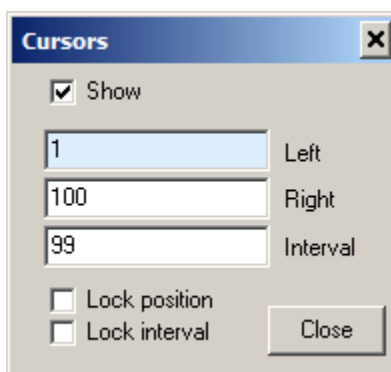 Cursors
Show
1 Left
100 Right
99 Interval
Lock position
Lock interval
Close